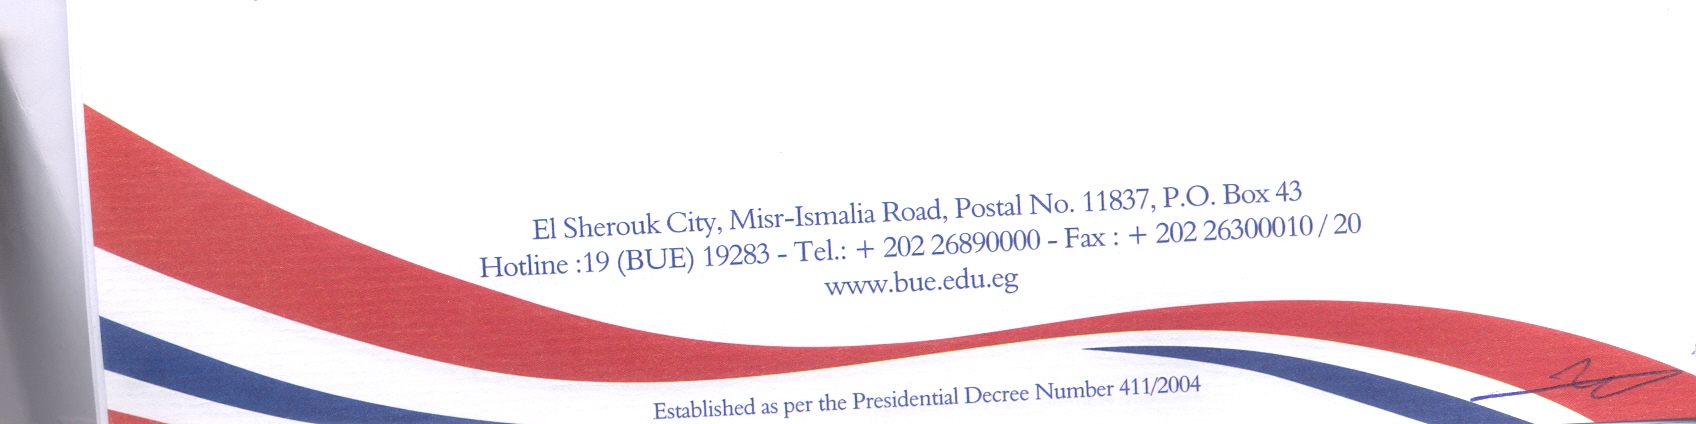 El Sherouk City, Misr-Ismalia Road, Postal No. 11837, P.O. Box 43
Hotline :19 (BUE) 19283 - Tel.: + 202 26890000 - Fax : + 202 26300010 / 20
www.bue.edu.eg
Established as per the Presidential Decree Number 411/2004